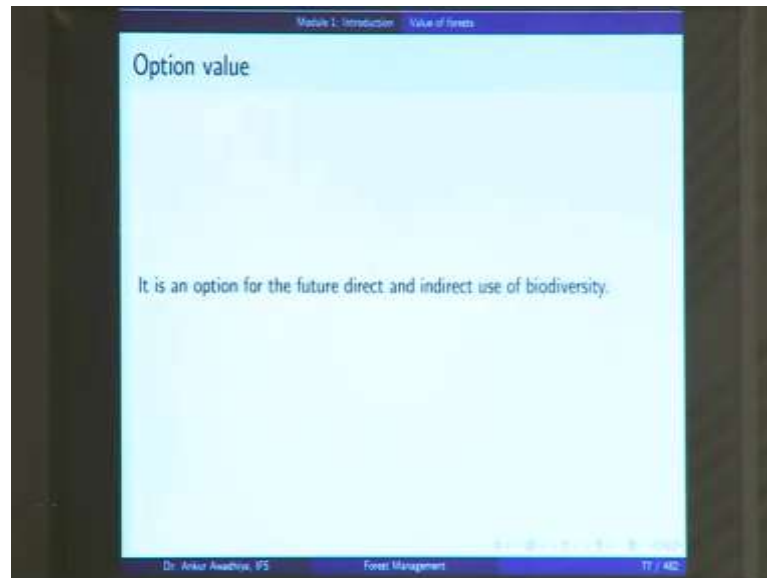 Module 1: Introduction Value of forests
Option value
It is an option for the future direct and indirect use of biodiversity.
Dr. Ankur Awadhiya, IFS Forest Management 77 / 482